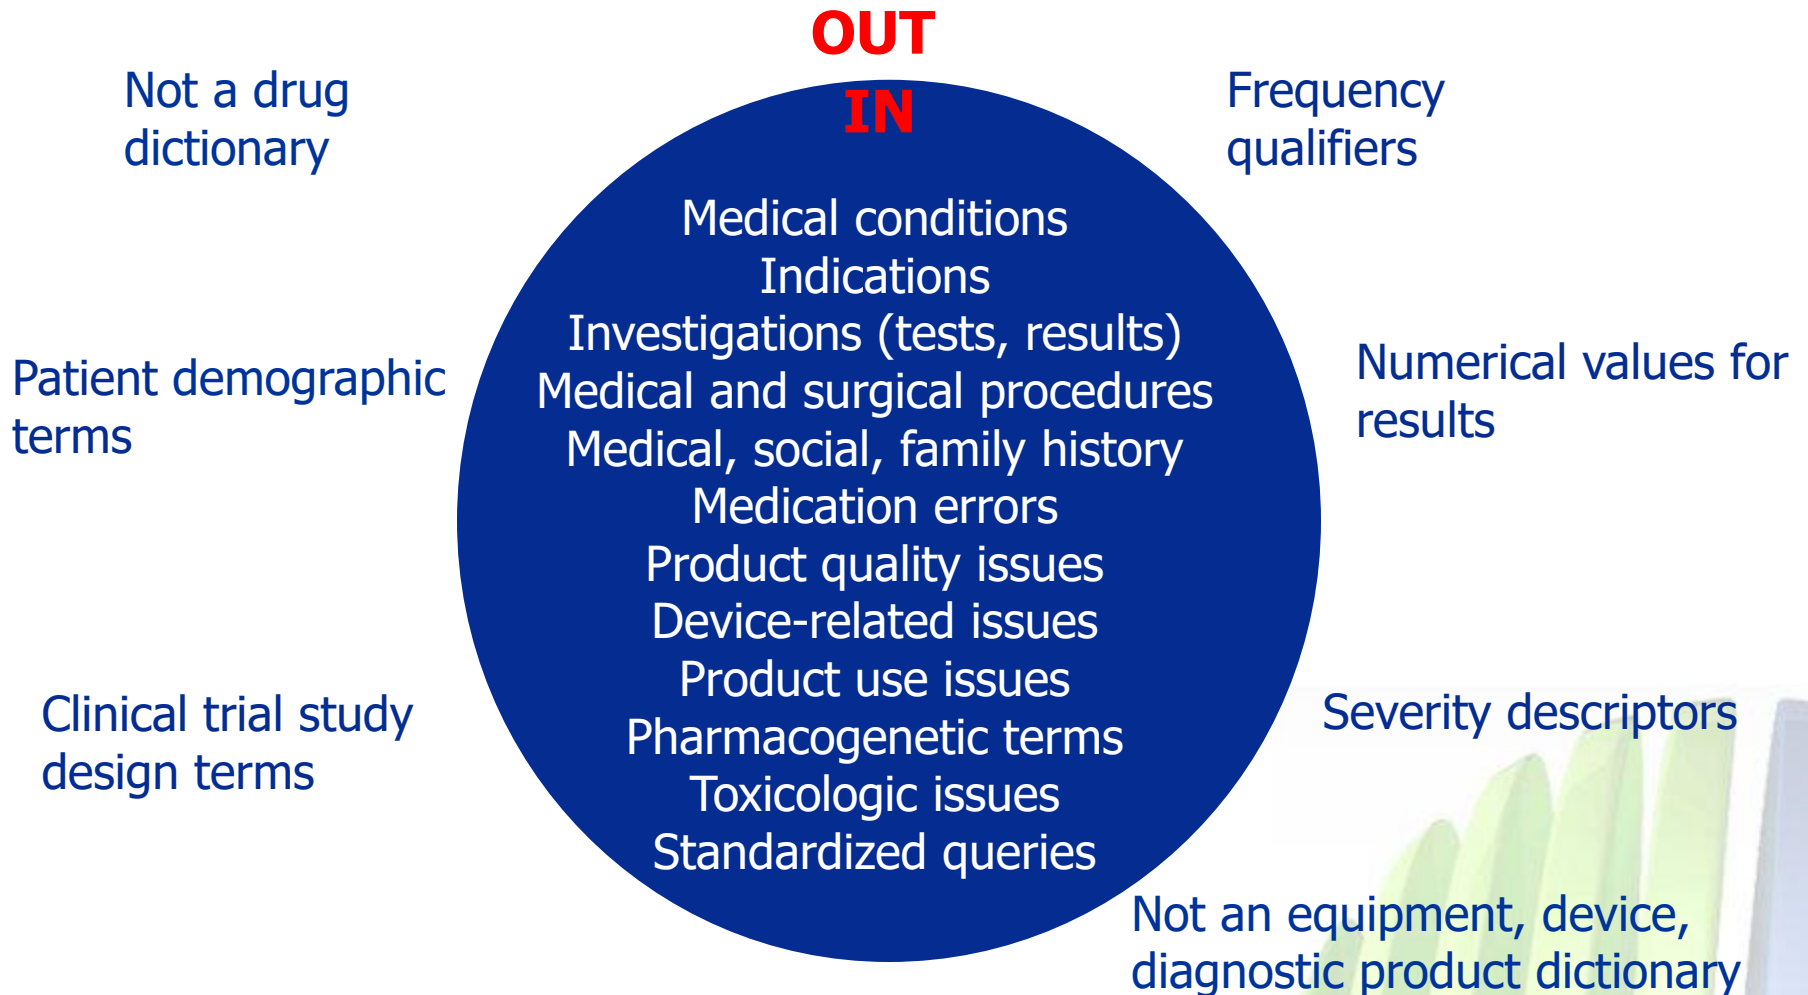 OUT
IN
Not a drug
dictionary
Frequency
qualifiers
Medical conditions
Indications
Investigations (tests, results)
Medical and surgical procedures
Medical, social, family history
Medication errors
Product quality issues
Device-related issues
Product use issues
Pharmacogenetic terms
Toxicologic issues
Standardized queries
Patient demographic
terms
Numerical values for
results
Clinical trial study
design terms
Severity descriptors
Not an equipment, device,
diagnostic product dictionary